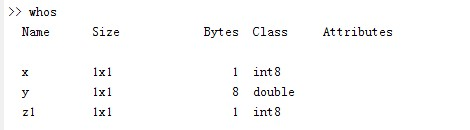 >> whos
Name Size Bytes Class Attributes
x 1x1 1 int8
y 1x1 8 double
z1 1x1 1 int8